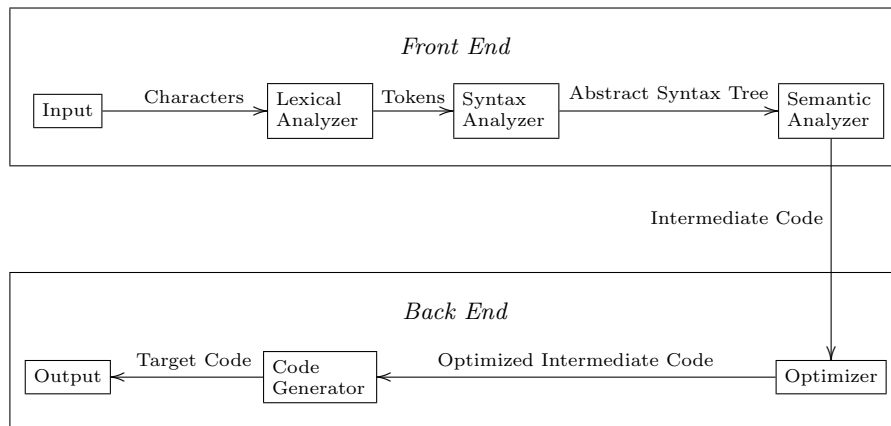 Front End
Characters
Tokens
Abstract Syntax Tree
Input
Lexical
Analyzer
Syntax
Analyzer
Semantic
Analyzer
Intermediate Code
Back End
Target Code
Optimized Intermediate Code
Output
Code
Generator
Optimizer